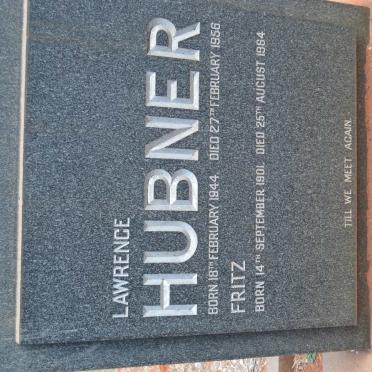 LAWRENCE
HUBNER
BORN 18TH FEBRUARY 1944 DIED 27TH FEBRUARY 1956
FRITZ
BORN 14TH SEPTEMBER 1901 DIED 25TH AUGUST 1984.
TILL WE MEET AGAIN.